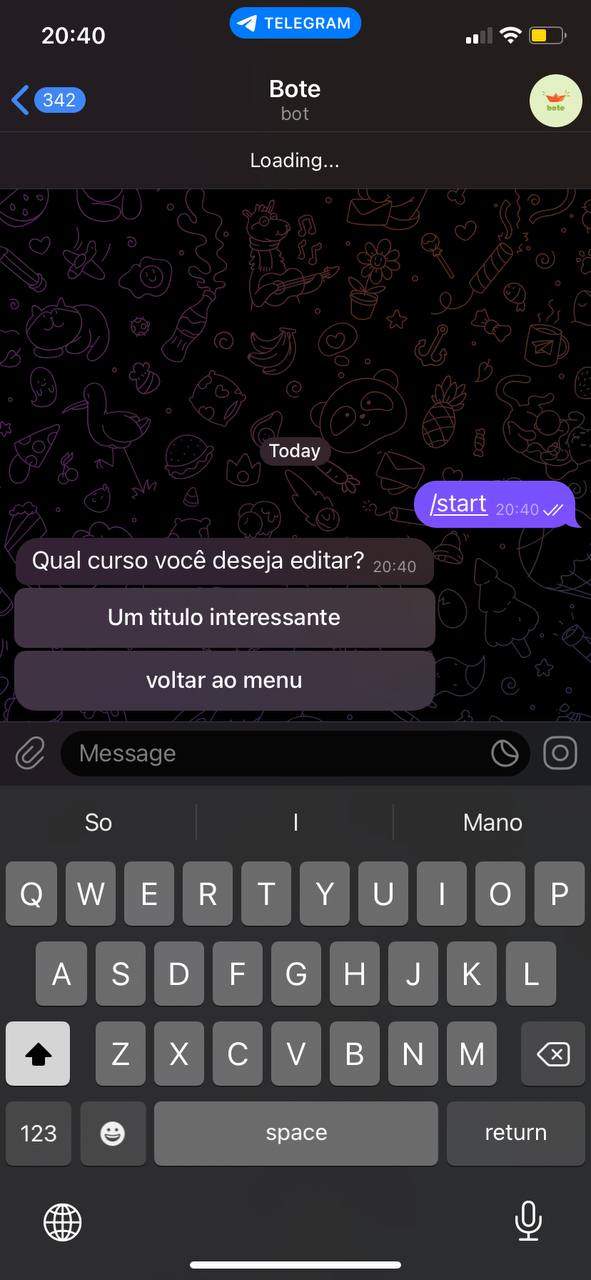 20:40
TELEGRAM
342
Bote
bot
bote
Loading...
Today
/start 20:40
Qual curso você deseja editar? 20:40
Um titulo interessante
voltar ao menu
Message
So I Mano
Q W E R T Y U I O P
A S D F G H J K L
Z X C V B N M
123 space return